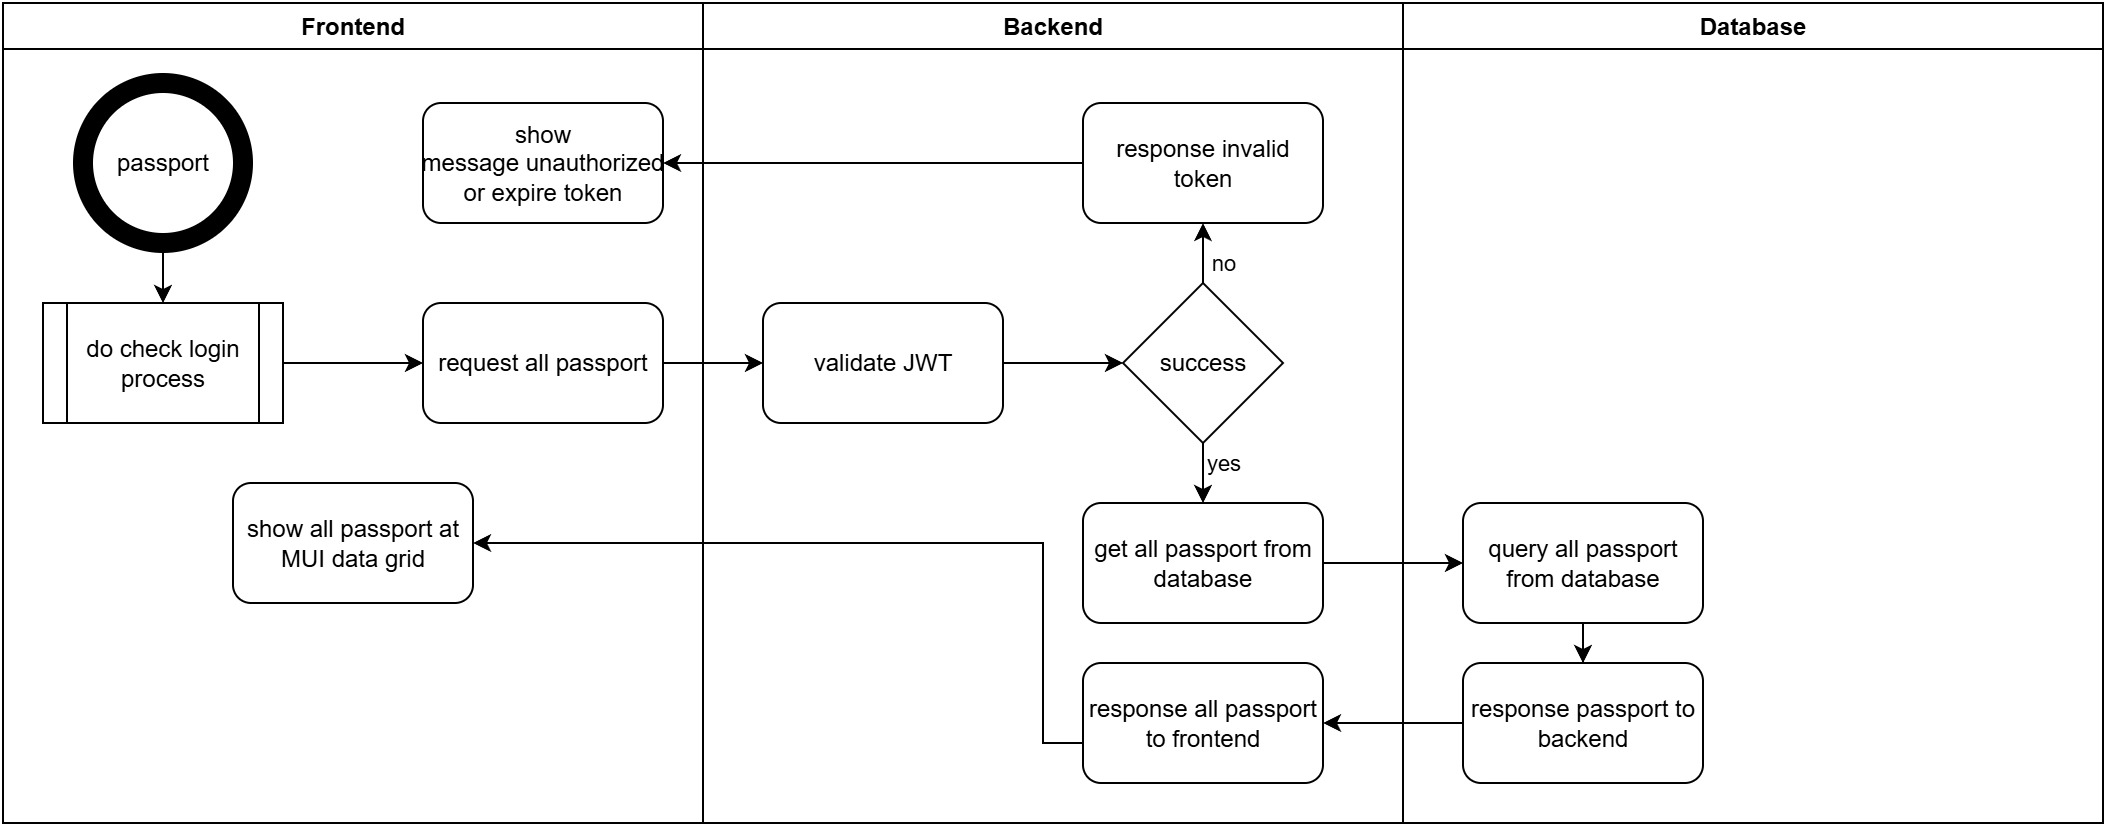 Frontend
Backend
Database
passport
show
message unauthorized
or expire token
response invalid
token
no
do check login
process
request all passport
validate JWT
success
yes
show all passport at
MUI data grid
get all passport from
database
query all passport
from database
response all passport
to frontend
response passport to
backend